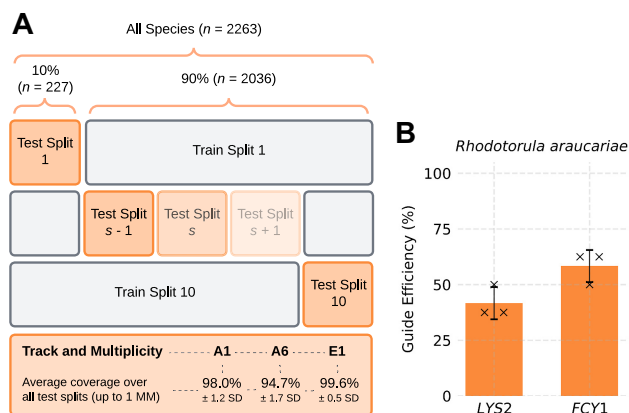 A
All Species (n = 2263)
10%
(n = 227)
90% (n = 2036)
Test Split
1
Train Split 1
Test Split
s - 1
Test Split
s
Test Split
s + 1
Train Split 10
Test Split
10
Track and Multiplicity A1 A6 E1
Average coverage over
all test splits (up to 1 MM)
98.0% 94.7% 99.6%
± 1.2 SD ± 1.7 SD ± 0.5 SD
B
Rhodotorula araucariae
Guide Efficiency (%)
100
75
50
25
0
LYS2 FCY1